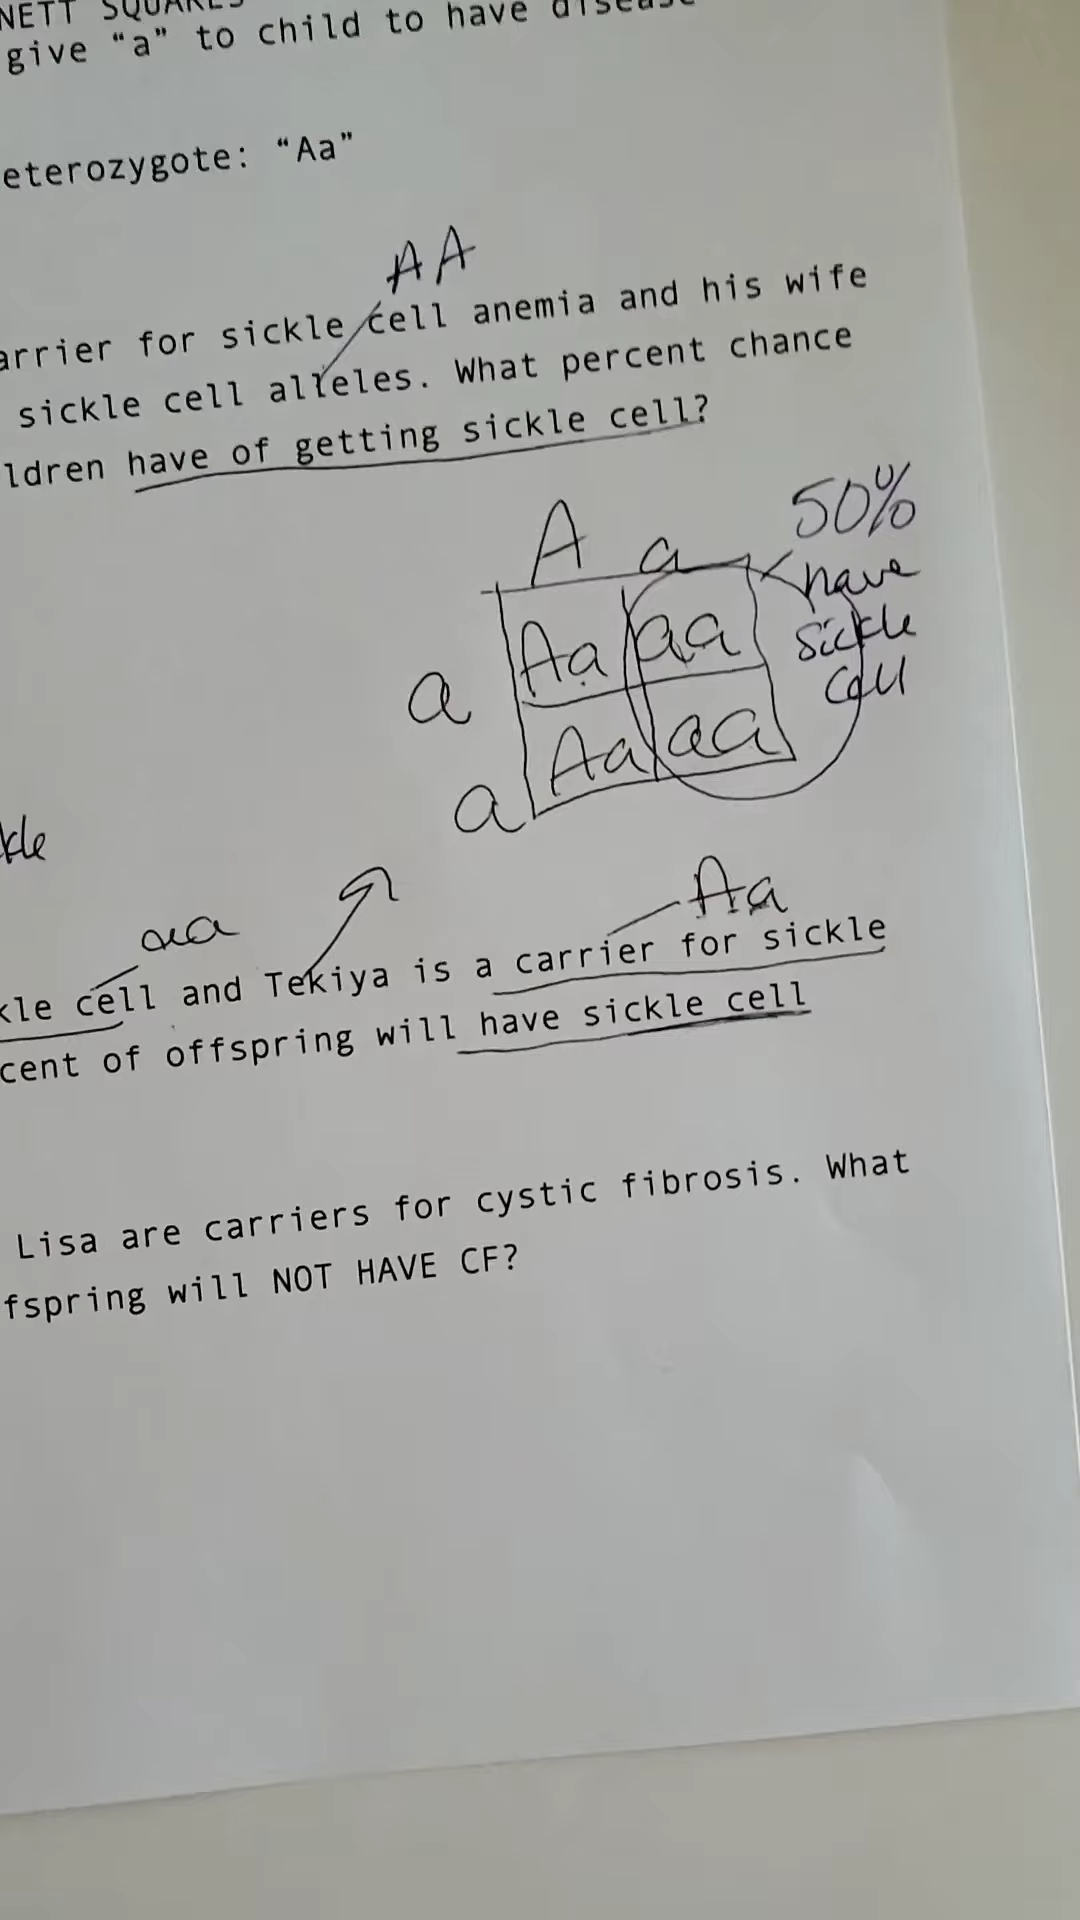 NETT SQUARES
give “a” to child to have disease
eterozygote: “Aa”
AA
arrier for sickle cell anemia and his wife
sickle cell alleles. What percent chance
ldren have of getting sickle cell?
A a
50%
have
sickle
cell
a Aa aa
a Aa aa
kle
aa
Aa
kle cell and Tekiya is a carrier for sickle
cent of offspring will have sickle cell
Lisa are carriers for cystic fibrosis. What
fspring will NOT HAVE CF?